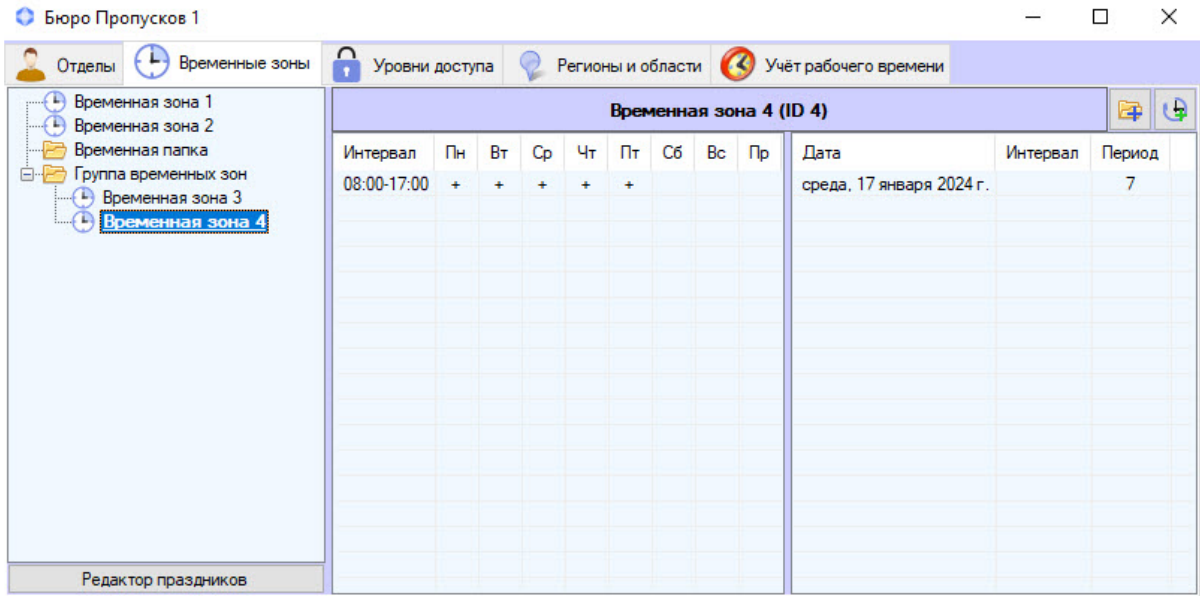 Бюро Пропусков 1
Отделы Временные зоны Уровни доступа Регионы и области Учёт рабочего времени
Временная зона 1
Временная зона 2
Временная папка
Группа временных зон
Временная зона 3
Временная зона 4
Редактор праздников
Временная зона 4 (ID 4)
Интервал Пн Вт Ср Чт Пт Сб Вс Пр
08:00-17:00 + + + + +
Дата Интервал Период
среда, 17 января 2024 г. 7